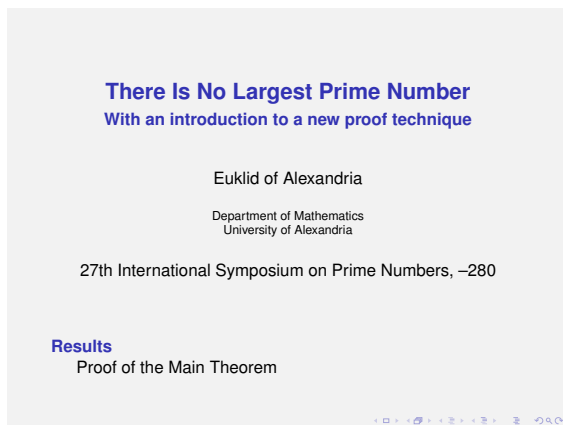 There Is No Largest Prime Number
With an introduction to a new proof technique
Euklid of Alexandria
Department of Mathematics
University of Alexandria
27th International Symposium on Prime Numbers, –280
Results
Proof of the Main Theorem